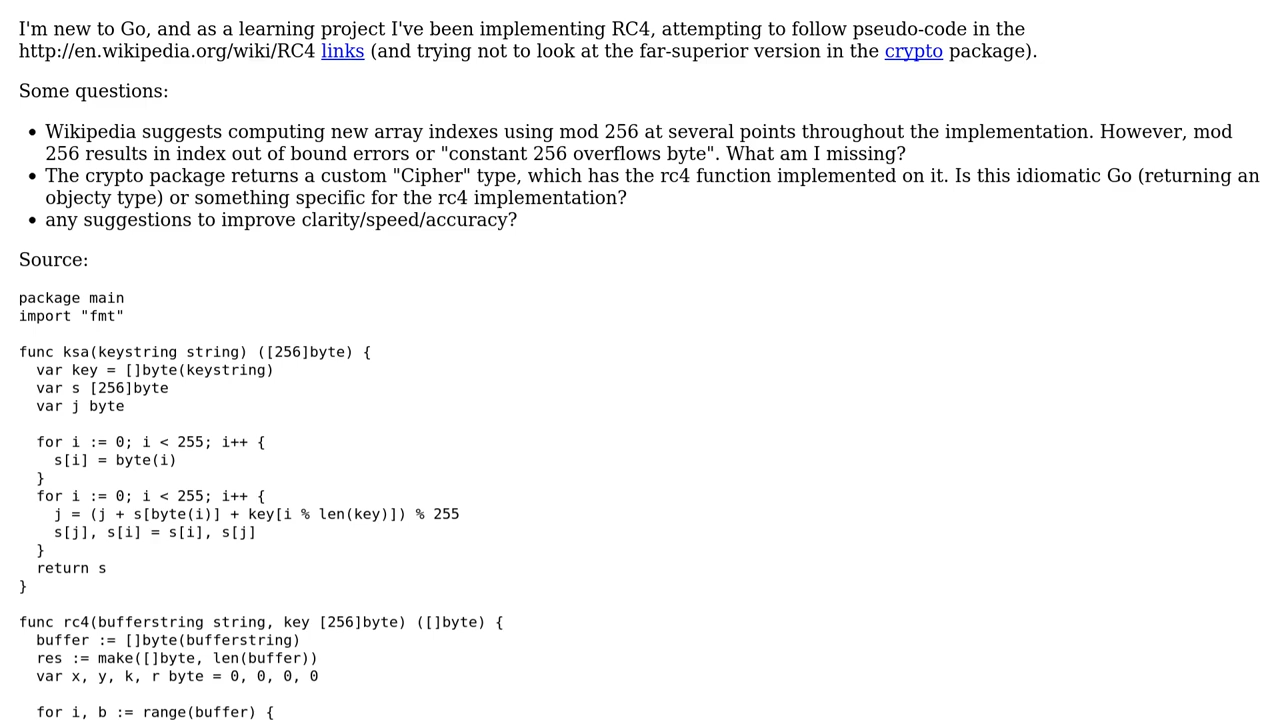 I'm new to Go, and as a learning project I've been implementing RC4, attempting to follow pseudo-code in the
http://en.wikipedia.org/wiki/RC4 links (and trying not to look at the far-superior version in the crypto package).
Some questions:
• Wikipedia suggests computing new array indexes using mod 256 at several points throughout the implementation. However, mod
256 results in index out of bound errors or "constant 256 overflows byte". What am I missing?
• The crypto package returns a custom "Cipher" type, which has the rc4 function implemented on it. Is this idiomatic Go (returning an
objecty type) or something specific for the rc4 implementation?
• any suggestions to improve clarity/speed/accuracy?
Source:
package main
import "fmt"
func ksa(keystring string) ([256]byte) {
  var key = []byte(keystring)
  var s [256]byte
  var j byte
  for i := 0; i < 255; i++ {
    s[i] = byte(i)
  }
  for i := 0; i < 255; i++ {
    j = (j + s[byte(i)] + key[i % len(key)]) % 255
    s[j], s[i] = s[i], s[j]
  }
  return s
}
func rc4(bufferstring string, key [256]byte) ([]byte) {
  buffer := []byte(bufferstring)
  res := make([]byte, len(buffer))
  var x, y, k, r byte = 0, 0, 0, 0
  for i, b := range(buffer) {